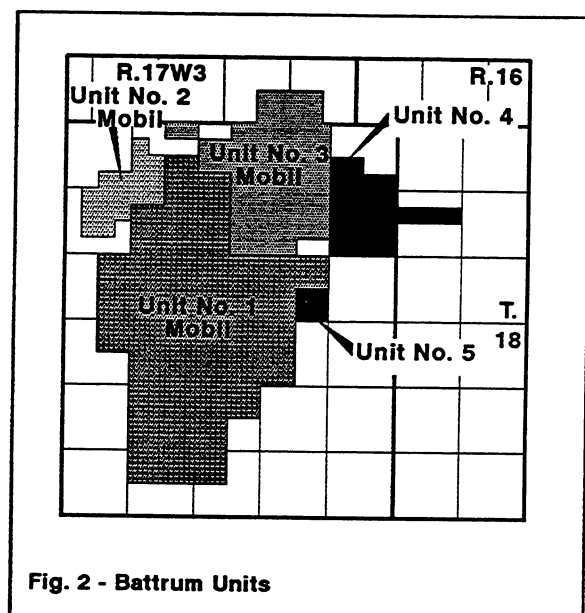 R.17W3
R.16
Unit No. 2
Mobil
Unit No. 4
Unit No. 3
Mobil
Unit No. 1
Mobil
T.
18
Unit No. 5
Fig. 2 - Battrum Units